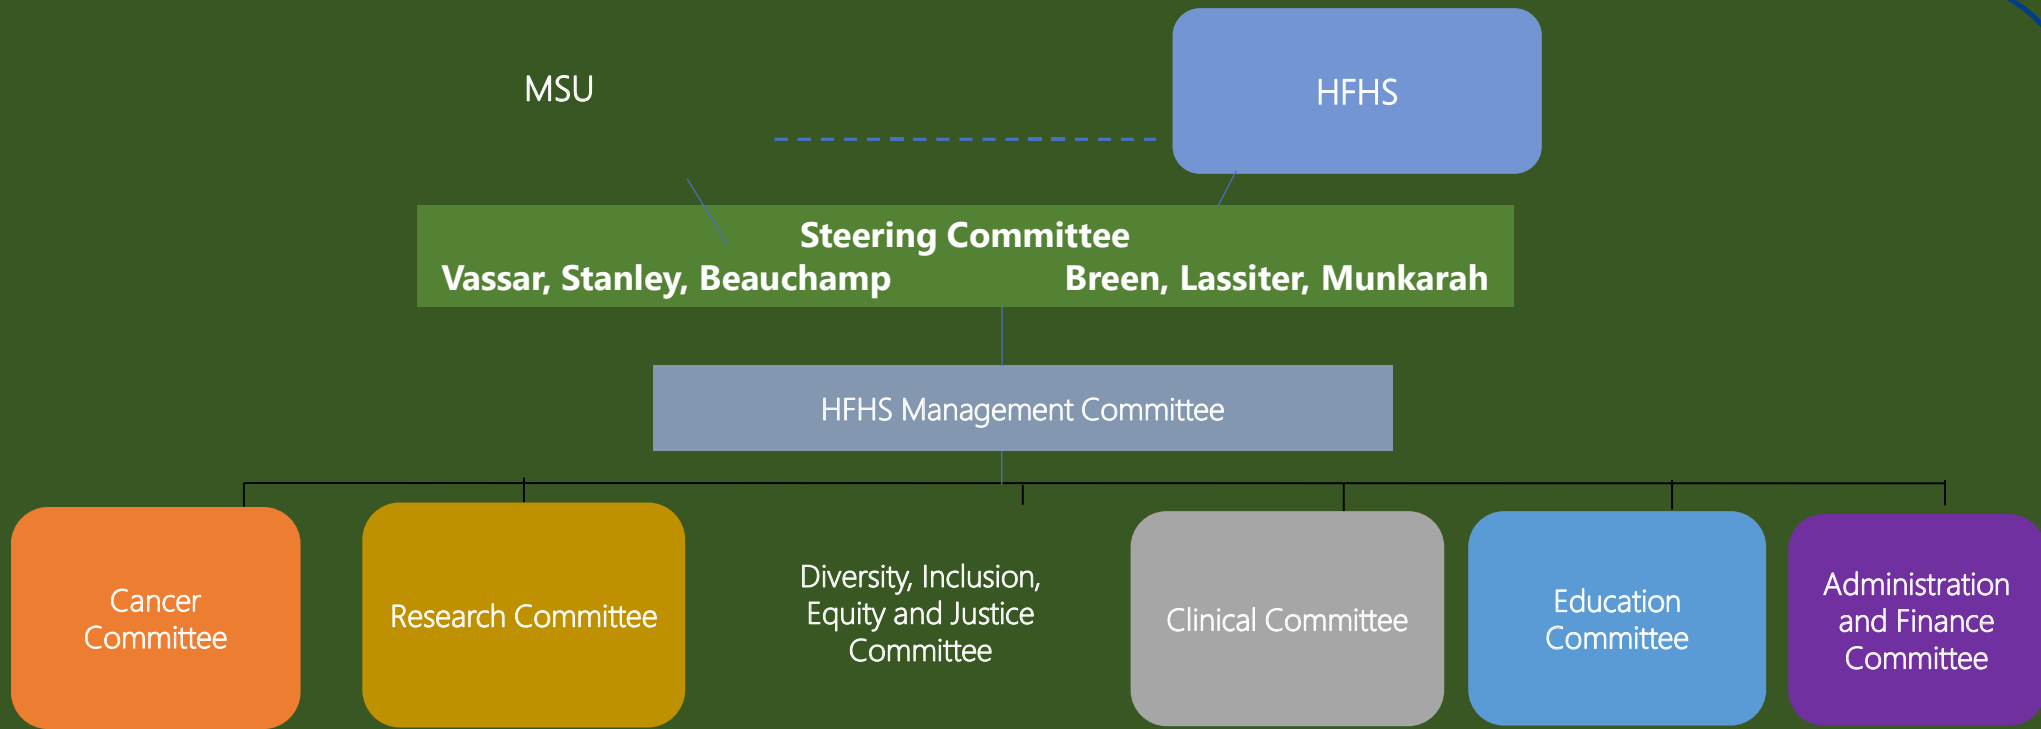 MSU
HFHS
Steering Committee
Vassar, Stanley, Beauchamp Breen, Lassiter, Munkarah
HFHS Management Committee
Cancer
Committee
Research Committee
Diversity, Inclusion,
Equity and Justice
Committee
Clinical Committee
Education
Committee
Administration
and Finance
Committee